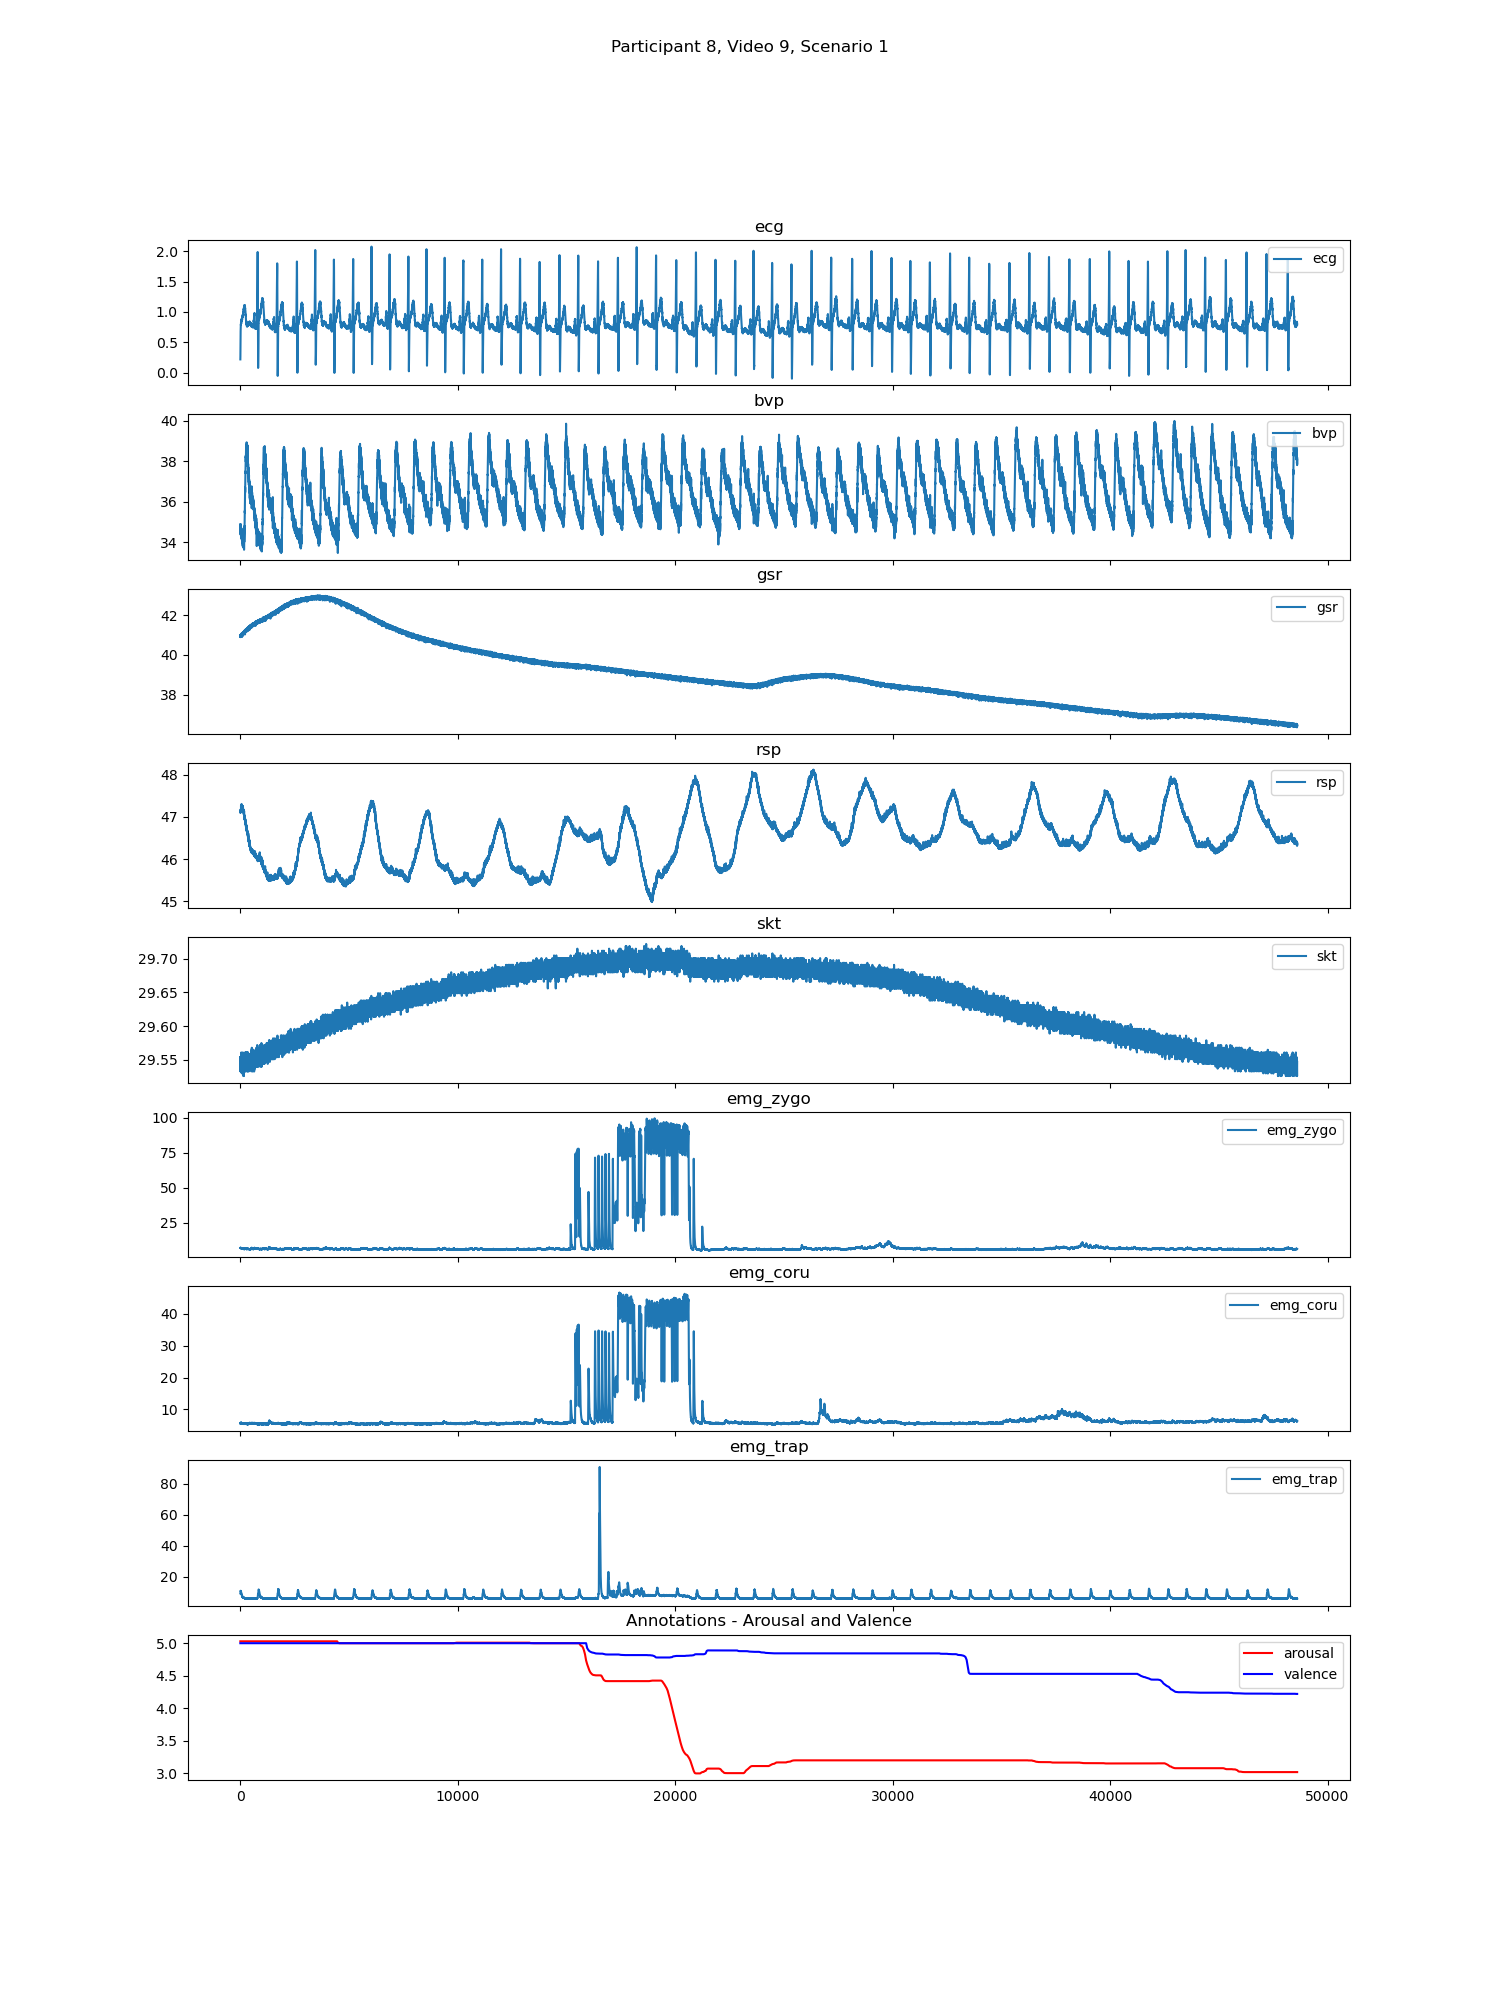 Participant 8, Video 9, Scenario 1
ecg
2.0
1.5
1.0
0.5
0.0
ecg
bvp
40
38
36
34
bvp
gsr
42
40
38
gsr
rsp
48
47
46
45
rsp
skt
29.70
29.65
29.60
29.55
skt
emg_zygo
100
75
50
25
emg_zygo
emg_coru
40
30
20
10
emg_coru
emg_trap
80
60
40
20
emg_trap
Annotations - Arousal and Valence
5.0
4.5
4.0
3.5
3.0
arousal
valence
0 10000 20000 30000 40000 50000